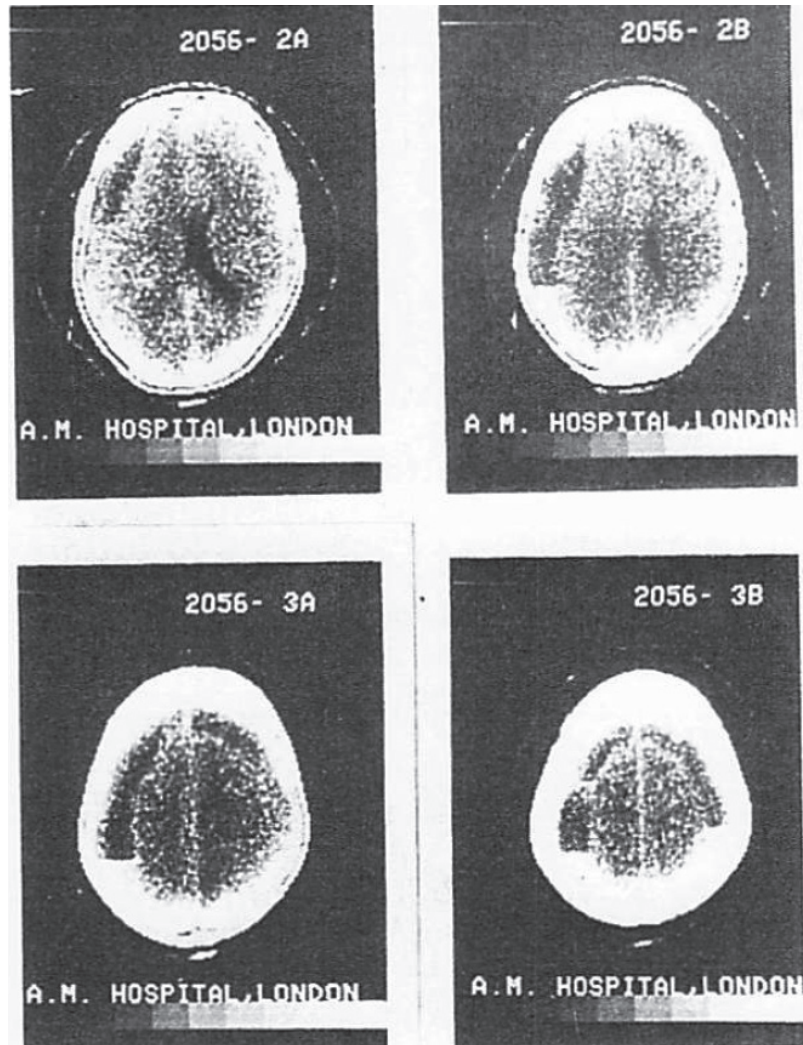 2056- 2A
A.M. HOSPITAL,LONDON
2056- 2B
A.M. HOSPITAL,LONDON
2056- 3A
A.M. HOSPITAL,LONDON
2056- 3B
A.M. HOSPITAL,LONDON